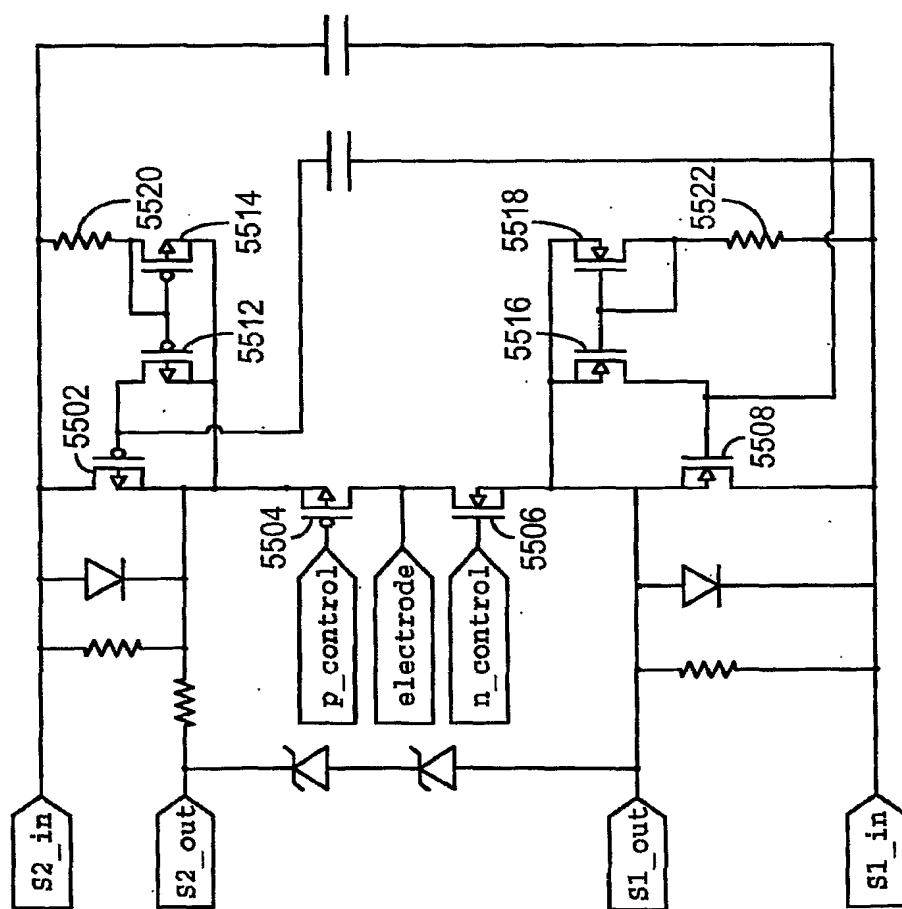 5520
5514
5502
5512
S2_in
S2_out
5504
p_control
electrode
n_control
5506
5516
5518
5522
5508
S1_out
S1_in